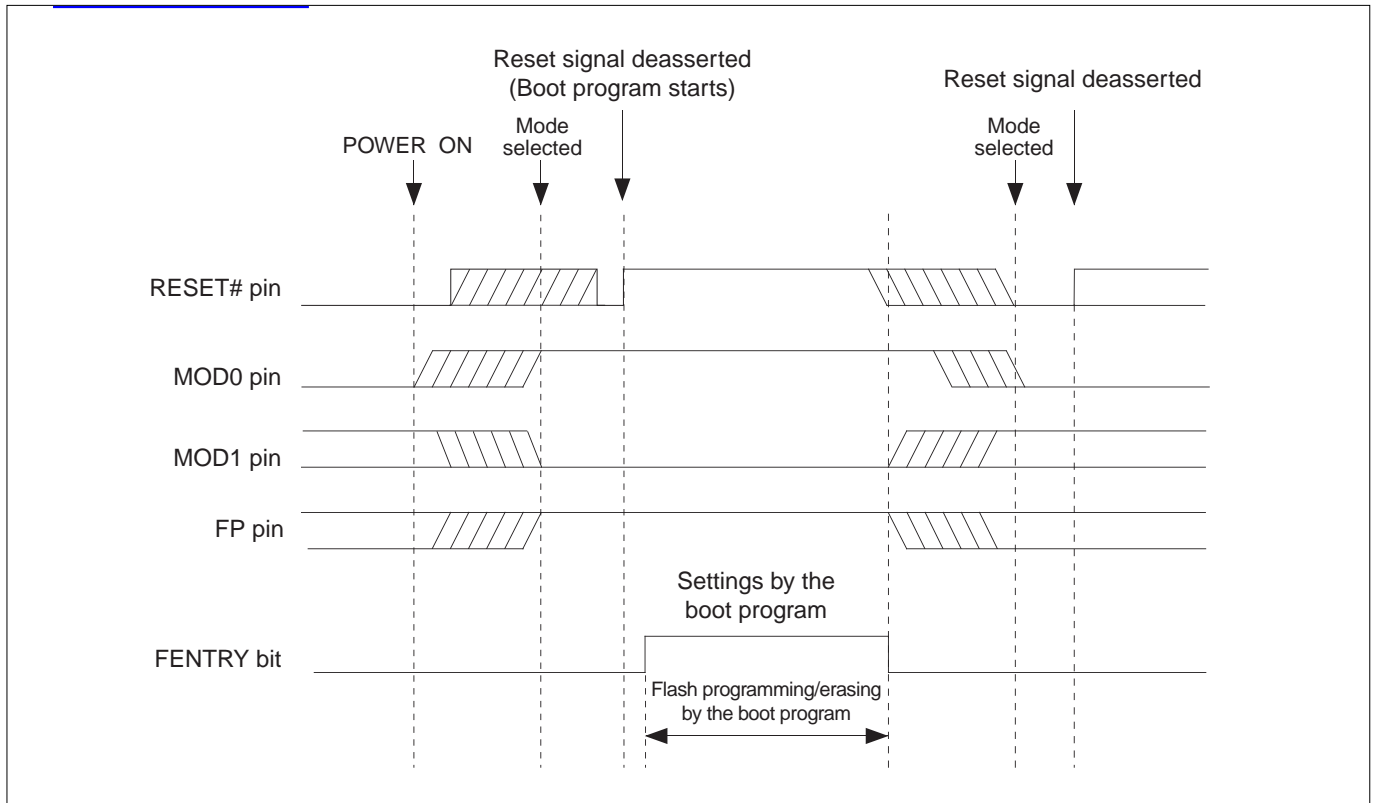 Reset signal deasserted
(Boot program starts)
Reset signal deasserted
POWER ON
Mode
selected
Mode
selected
RESET# pin
MOD0 pin
MOD1 pin
FP pin
Settings by the
boot program
FENTRY bit
Flash programming/erasing
by the boot program